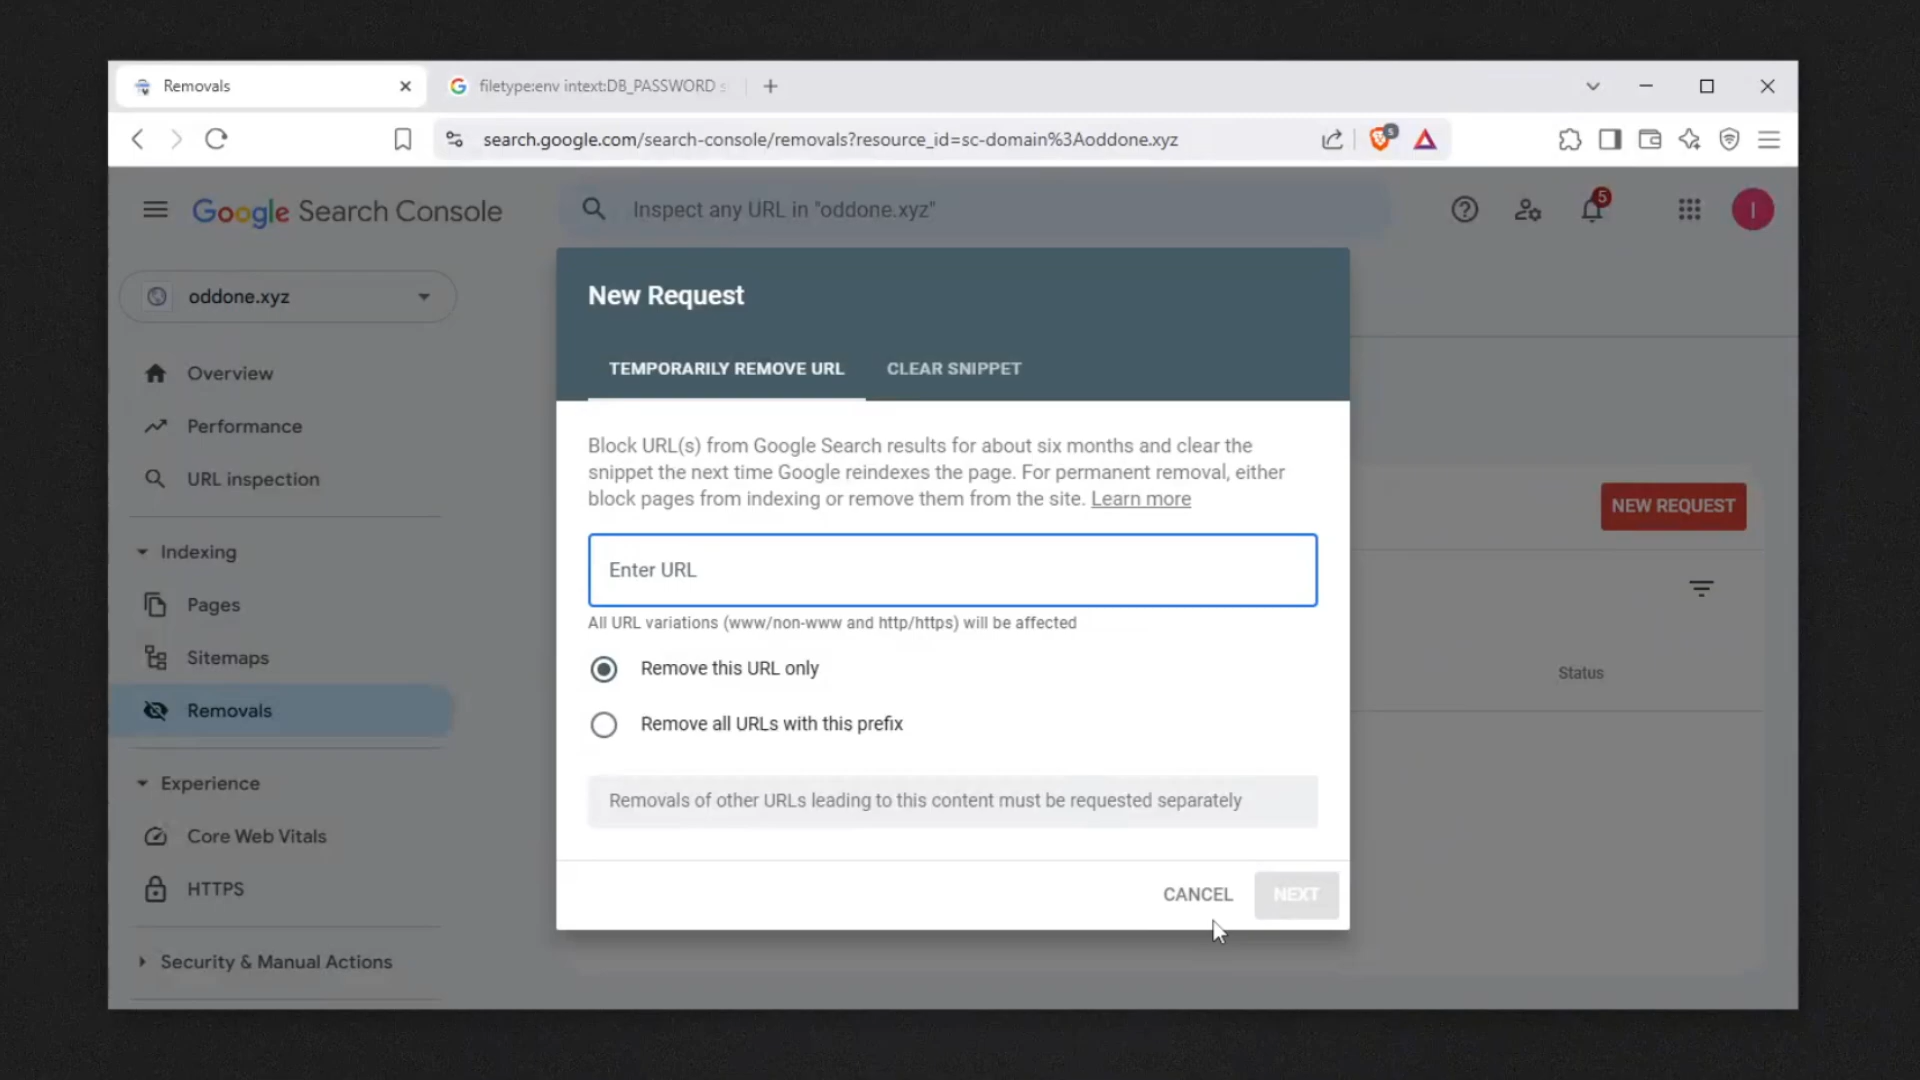 Removals
filetype:env intext:DB_PASSWORD
search.google.com/search-console/removals?resource_id=sc-domain%3Aoddone.xyz
5
Google Search Console
Inspect any URL in "oddone.xyz"
5
I
oddone.xyz
Overview
Performance
URL inspection
Indexing
Pages
Sitemaps
Removals
Experience
Core Web Vitals
HTTPS
Security & Manual Actions
New Request
TEMPORARILY REMOVE URL
CLEAR SNIPPET
Block URL(s) from Google Search results for about six months and clear the
snippet the next time Google reindexes the page. For permanent removal, either
block pages from indexing or remove them from the site. Learn more
Enter URL
All URL variations (www/non-www and http/https) will be affected
Remove this URL only
Remove all URLs with this prefix
Removals of other URLs leading to this content must be requested separately
CANCEL
NEXT
NEW REQUEST
Status